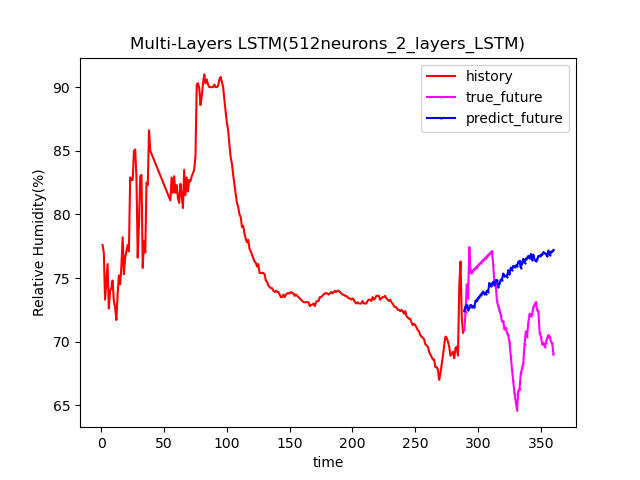 Multi-Layers LSTM(512neurons_2_layers_LSTM)
history
true_future
predict_future
Relative Humidity(%)
90
85
80
75
70
65
0 50 100 150 200 250 300 350
time